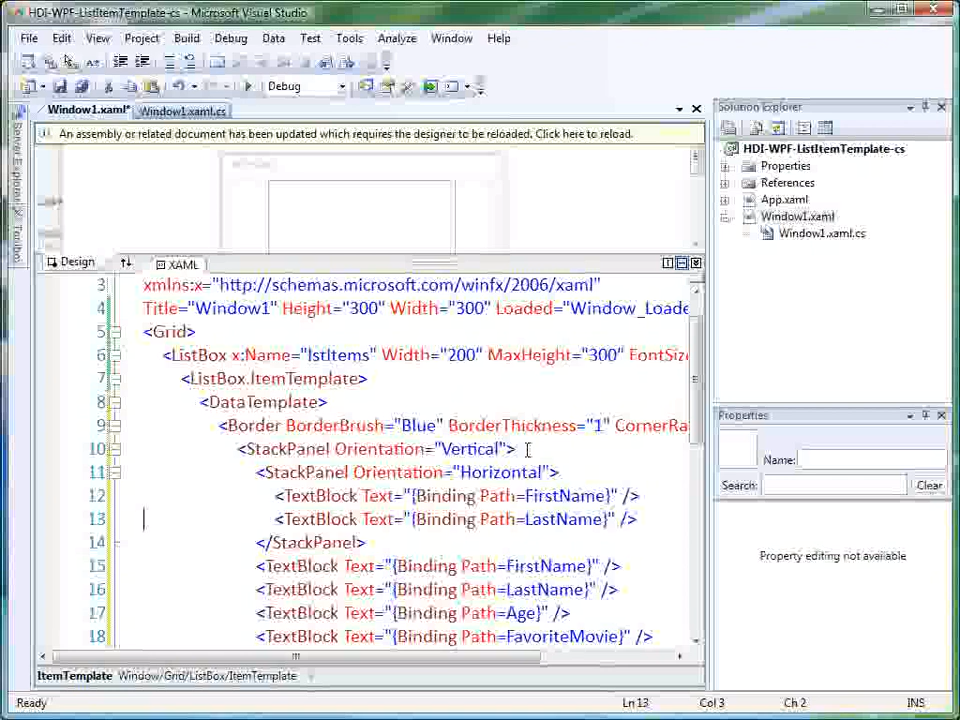 HDI-WPF-ListItemTemplate-cs - Microsoft Visual Studio
File Edit View Project Build Debug Data Test Tools Analyze Window Help
Debug
Window1.xaml* Window1.xaml.cs
An assembly or related document has been updated which requires the designer to be reloaded. Click here to reload.
Server Explorer
Toolbox
Design XAML
3 xmlns:x="http://schemas.microsoft.com/winfx/2006/xaml"
4 Title="Window1" Height="300" Width="300" Loaded="Window_Loade
5 <Grid>
6 <ListBox x:Name="lstItems" Width="200" MaxHeight="300" FontSize
7 <ListBox.ItemTemplate>
8 <DataTemplate>
9 <Border BorderBrush="Blue" BorderThickness="1" CornerRa
10 <StackPanel Orientation="Vertical">
11 <StackPanel Orientation="Horizontal">
12 <TextBlock Text="{Binding Path=FirstName}" />
13 <TextBlock Text="{Binding Path=LastName}" />
14 </StackPanel>
15 <TextBlock Text="{Binding Path=FirstName}" />
16 <TextBlock Text="{Binding Path=LastName}" />
17 <TextBlock Text="{Binding Path=Age}" />
18 <TextBlock Text="{Binding Path=FavoriteMovie}" />
ItemTemplate Window/Grid/ListBox/ItemTemplate
Ready Ln 13 Col 3 Ch 2 INS
Solution Explorer
HDI-WPF-ListItemTemplate-cs
Properties
References
App.xaml
Window1.xaml
Window1.xaml.cs
Properties
Name:
Search: Clear
Property editing not available